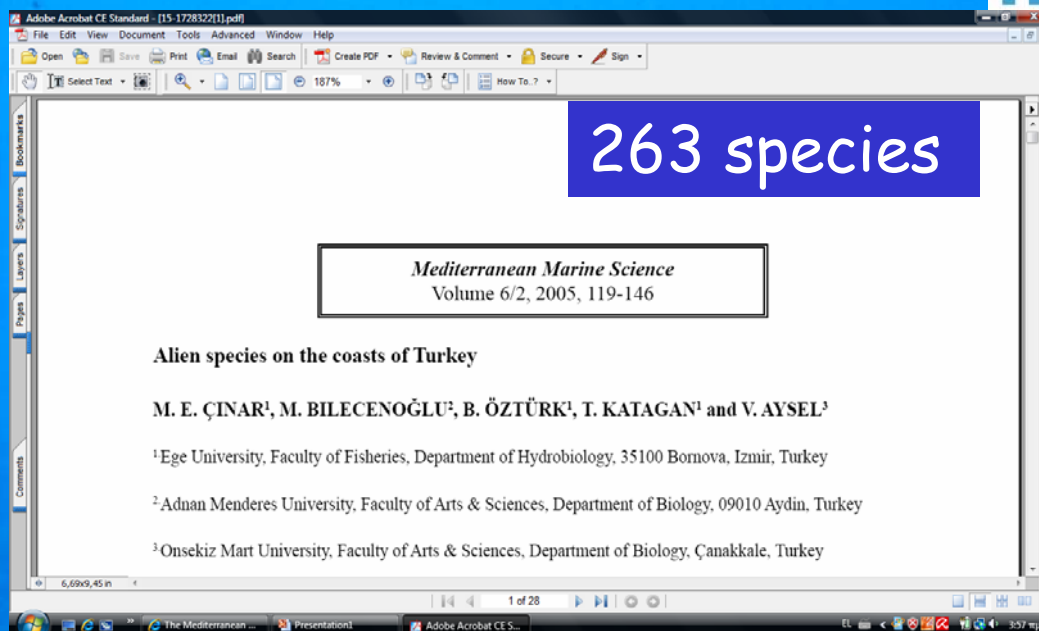 Adobe Acrobat CE Standard - [15-1728322[1].pdf]
File Edit View Document Tools Advanced Window Help
Open Save Print Email Search Create PDF Review & Comment Secure Sign
Select Text 187% How To..?
263 species
Bookmarks
Signatures
Layers
Pages
Comments
Mediterranean Marine Science
Volume 6/2, 2005, 119-146
Alien species on the coasts of Turkey
M. E. ÇINAR¹, M. BILECENOĞLU², B. ÖZTÜRK¹, T. KATAGAN¹ and V. AYSEL³
¹·Ege University, Faculty of Fisheries, Department of Hydrobiology, 35100 Bornova, Izmir, Turkey
²·Adnan Menderes University, Faculty of Arts & Sciences, Department of Biology, 09010 Aydin, Turkey
³·Onsekiz Mart University, Faculty of Arts & Sciences, Department of Biology, Çanakkale, Turkey
6,69x9,45 in
1 of 28
The Mediterranean ... Presentation1 Adobe Acrobat CE S... EL 3:57 πμ